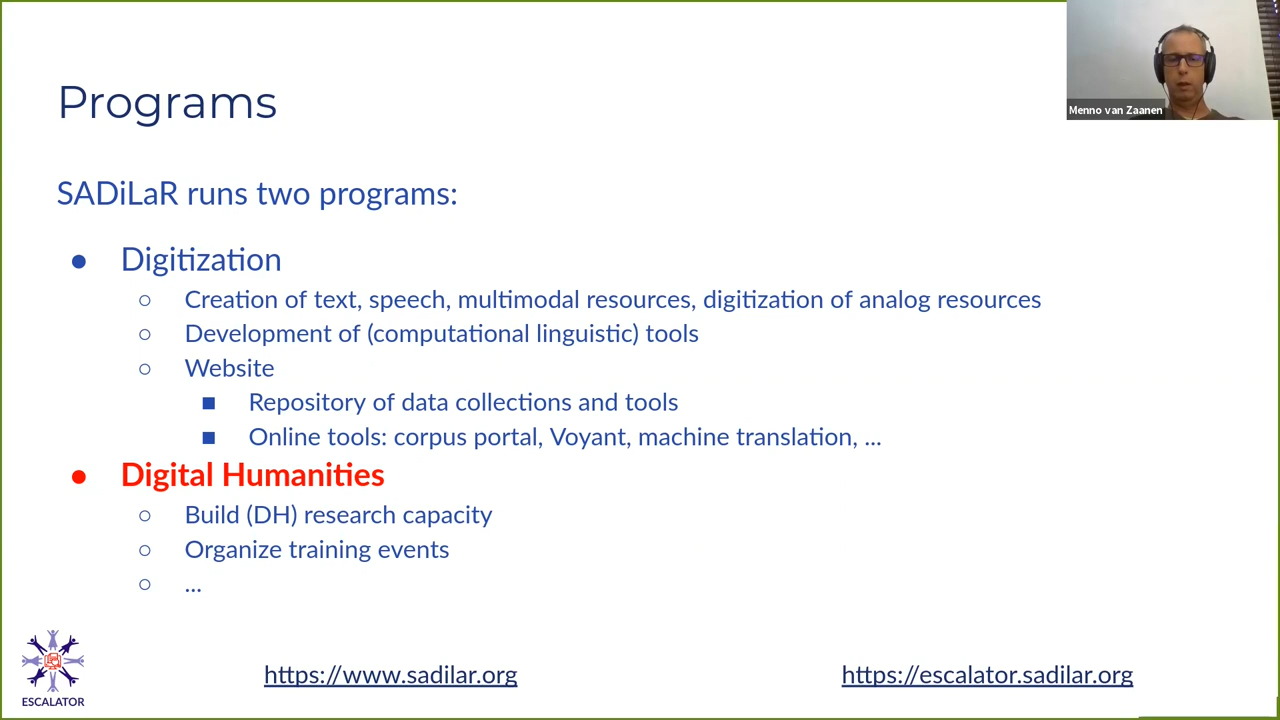 Programs
Menno van Zaanen
SADiLaR runs two programs:
● Digitization
○ Creation of text, speech, multimodal resources, digitization of analog resources
○ Development of (computational linguistic) tools
○ Website
■ Repository of data collections and tools
■ Online tools: corpus portal, Voyant, machine translation, ...
● Digital Humanities
○ Build (DH) research capacity
○ Organize training events
○ ...
ESCALATOR
https://www.sadilar.org
https://escalator.sadilar.org